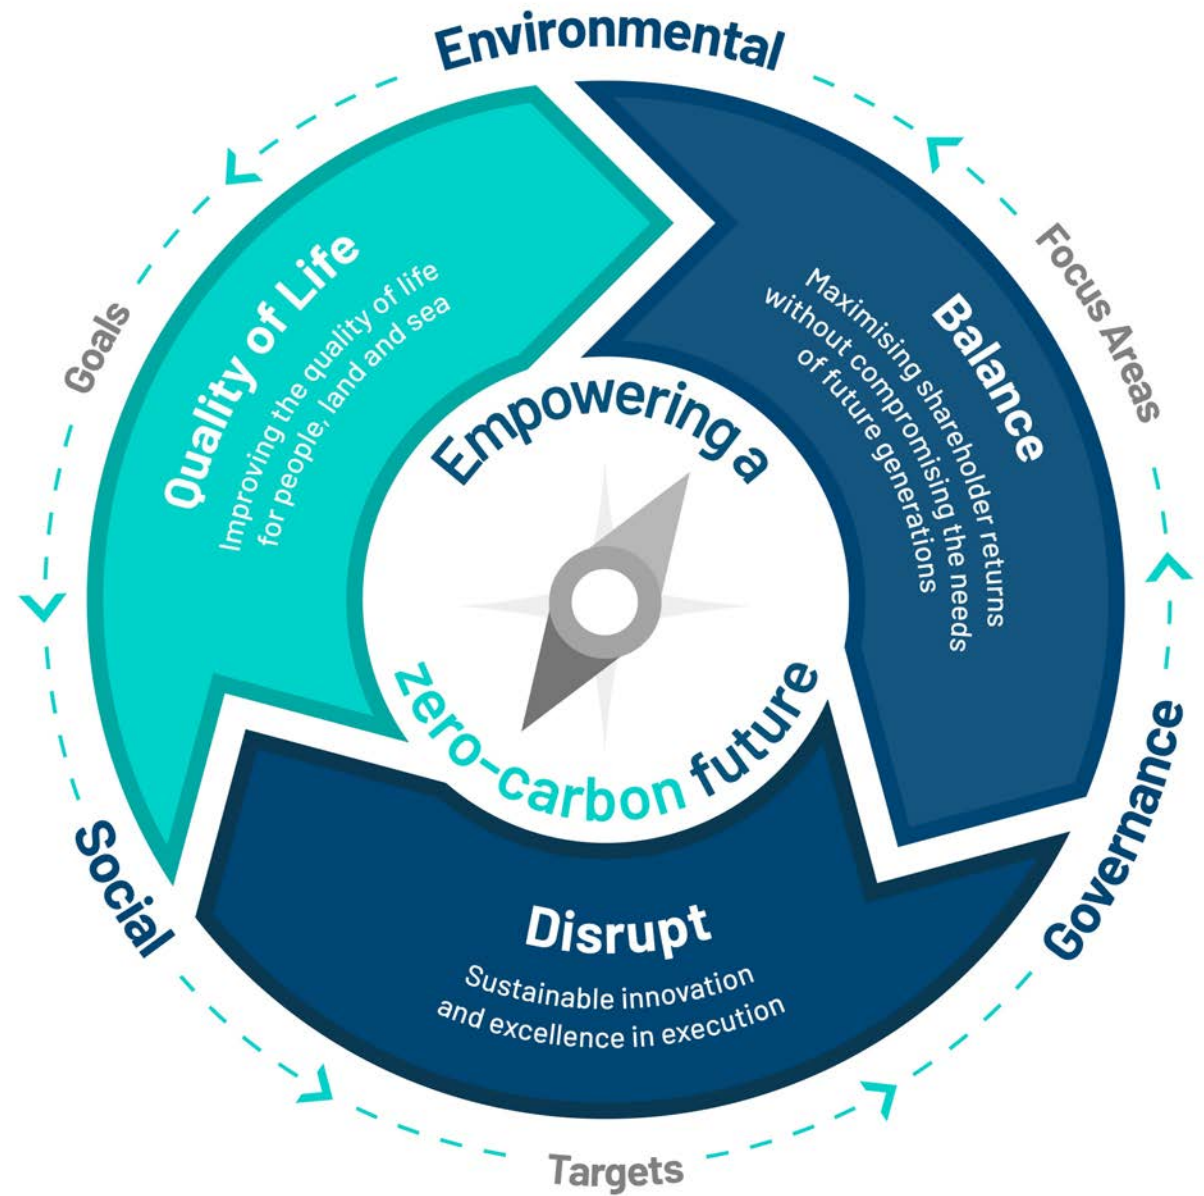 Environmental
Focus Areas
Governance
Targets
Social
Goals
Quality of Life
Improving the quality of life
for people, land and sea
Balance
Maximising shareholder returns
without compromising the needs
of future generations
Disrupt
Sustainable innovation
and excellence in execution
Empowering a
zero-carbon future